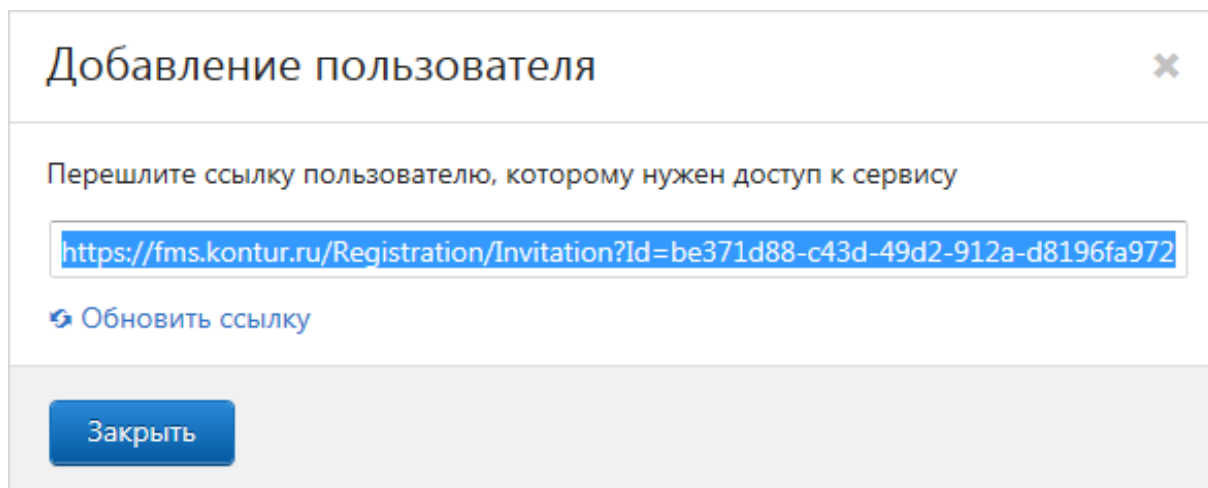 Добавление пользователя
Перешлите ссылку пользователю, которому нужен доступ к сервису
https://fms.kontur.ru/Registration/Invitation?Id=be371d88-c43d-49d2-912a-d8196fa972
Обновить ссылку
Закрыть